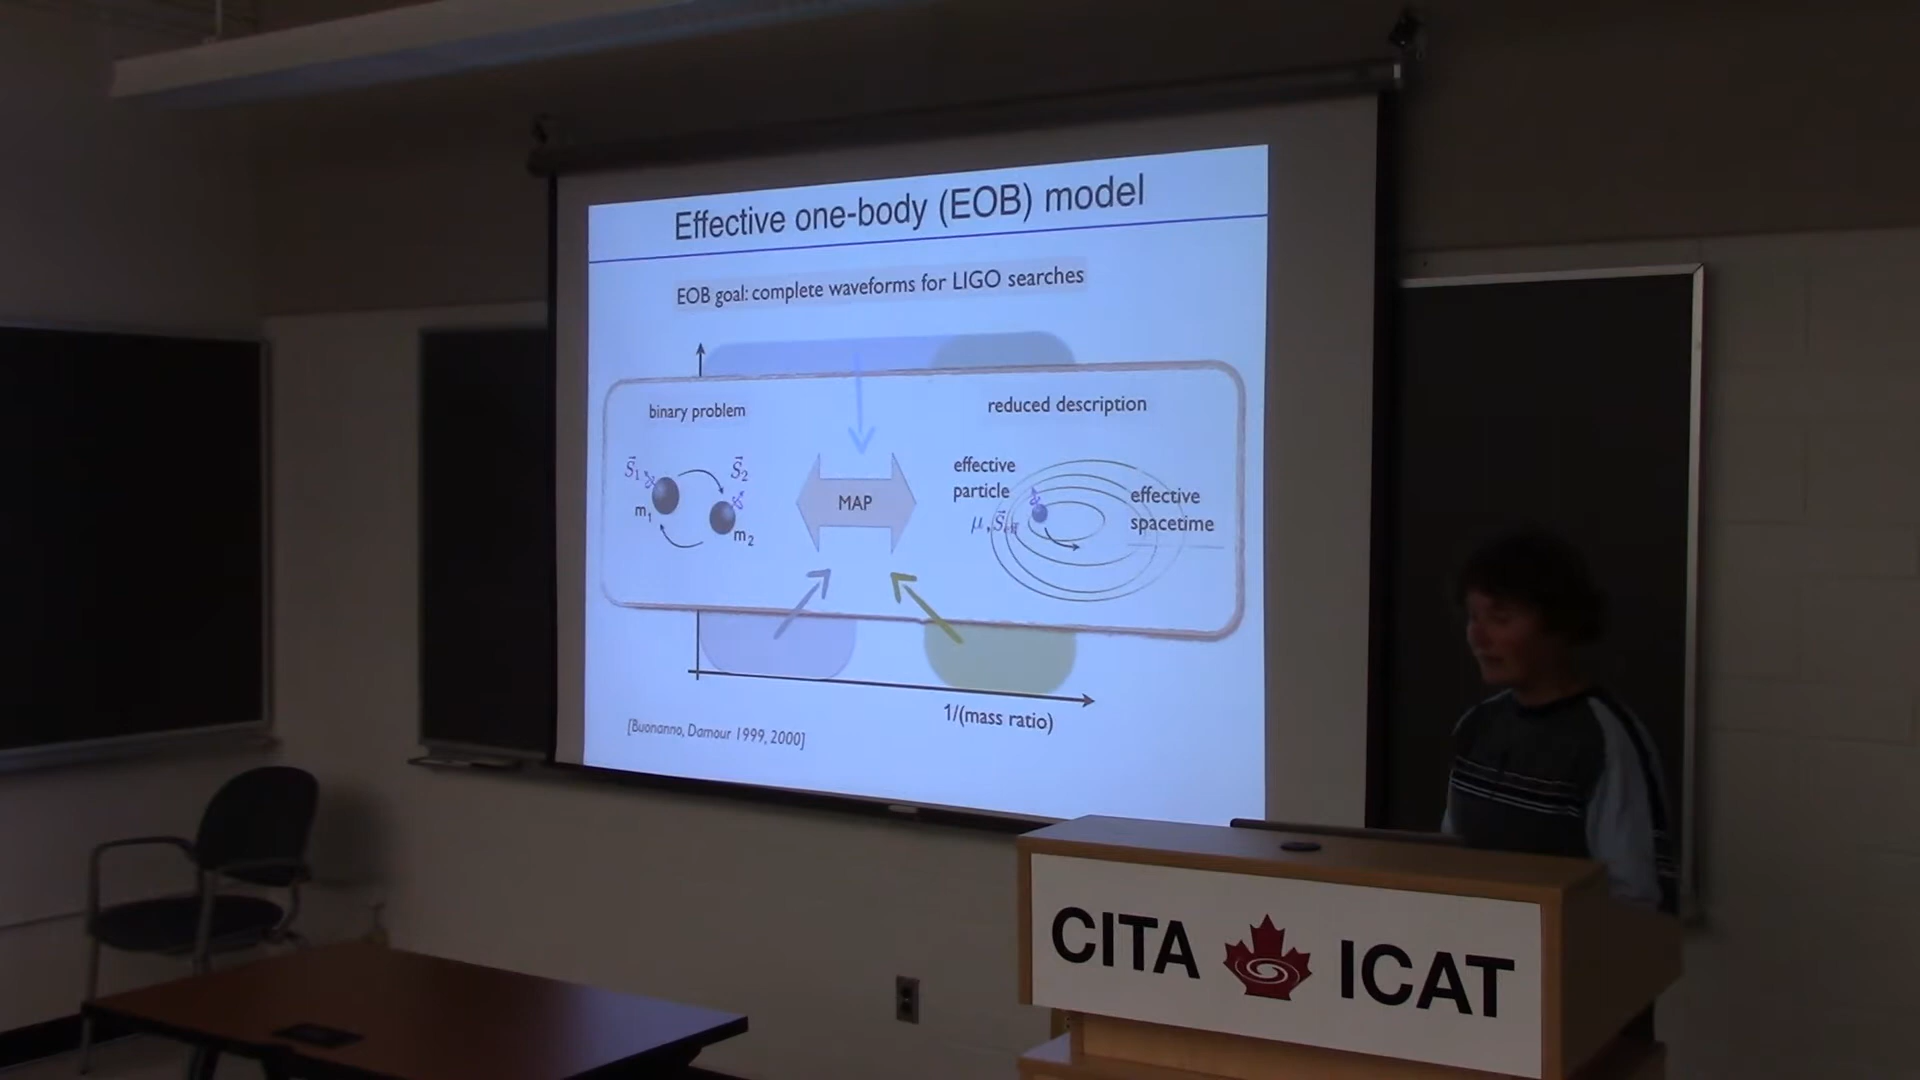 Effective one-body (EOB) model
EOB goal: complete waveforms for LIGO searches
binary problem
reduced description
S⃗1
S⃗2
m1
m2
MAP
effective
particle
effective
spacetime
1/(mass ratio)
[Buonanno, Damour 1999, 2000]
CITA ICAT